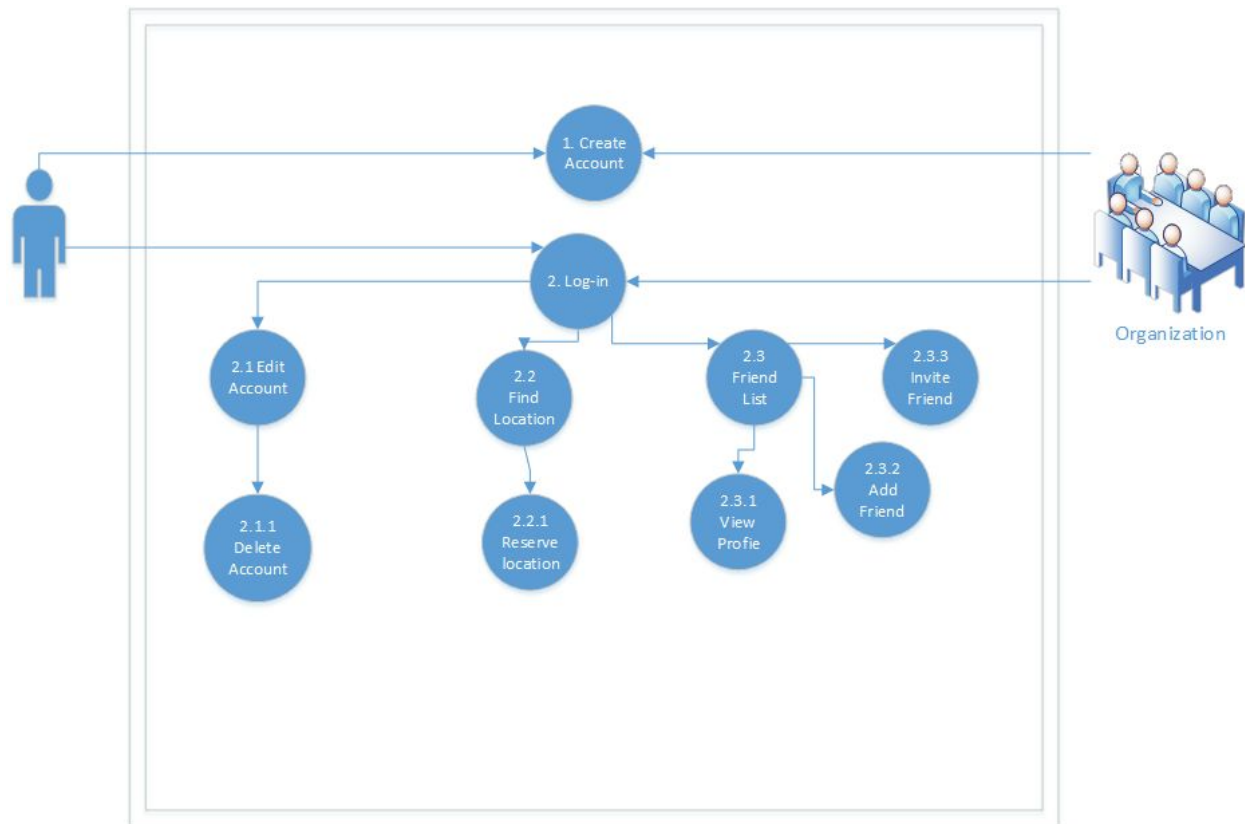 1. Create
Account
2. Log-in
Organization
2.1 Edit
Account
2.2
Find
Location
2.3
Friend
List
2.3.3
Invite
Friend
2.1.1
Delete
Account
2.2.1
Reserve
location
2.3.1
View
Profie
2.3.2
Add
Friend